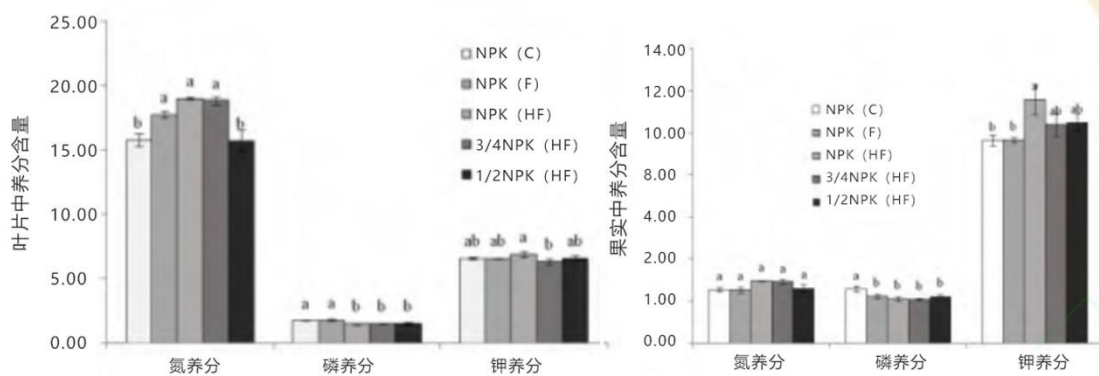 25.00
20.00
15.00
10.00
5.00
0.00
叶片中养分含量
NPK（C）
NPK（F）
NPK（HF）
3/4NPK（HF）
1/2NPK（HF）
b a a a b
a a b b b
ab ab a b ab
氮养分 磷养分 钾养分
14.00
12.00
10.00
8.00
4.00
2.00
1.00
0.00
果实中养分含量
NPK（C）
NPK（F）
NPK（HF）
3/4NPK（HF）
1/2NPK（HF）
a a a a a
a b b b b
b b a ab ab
氮养分 磷养分 钾养分